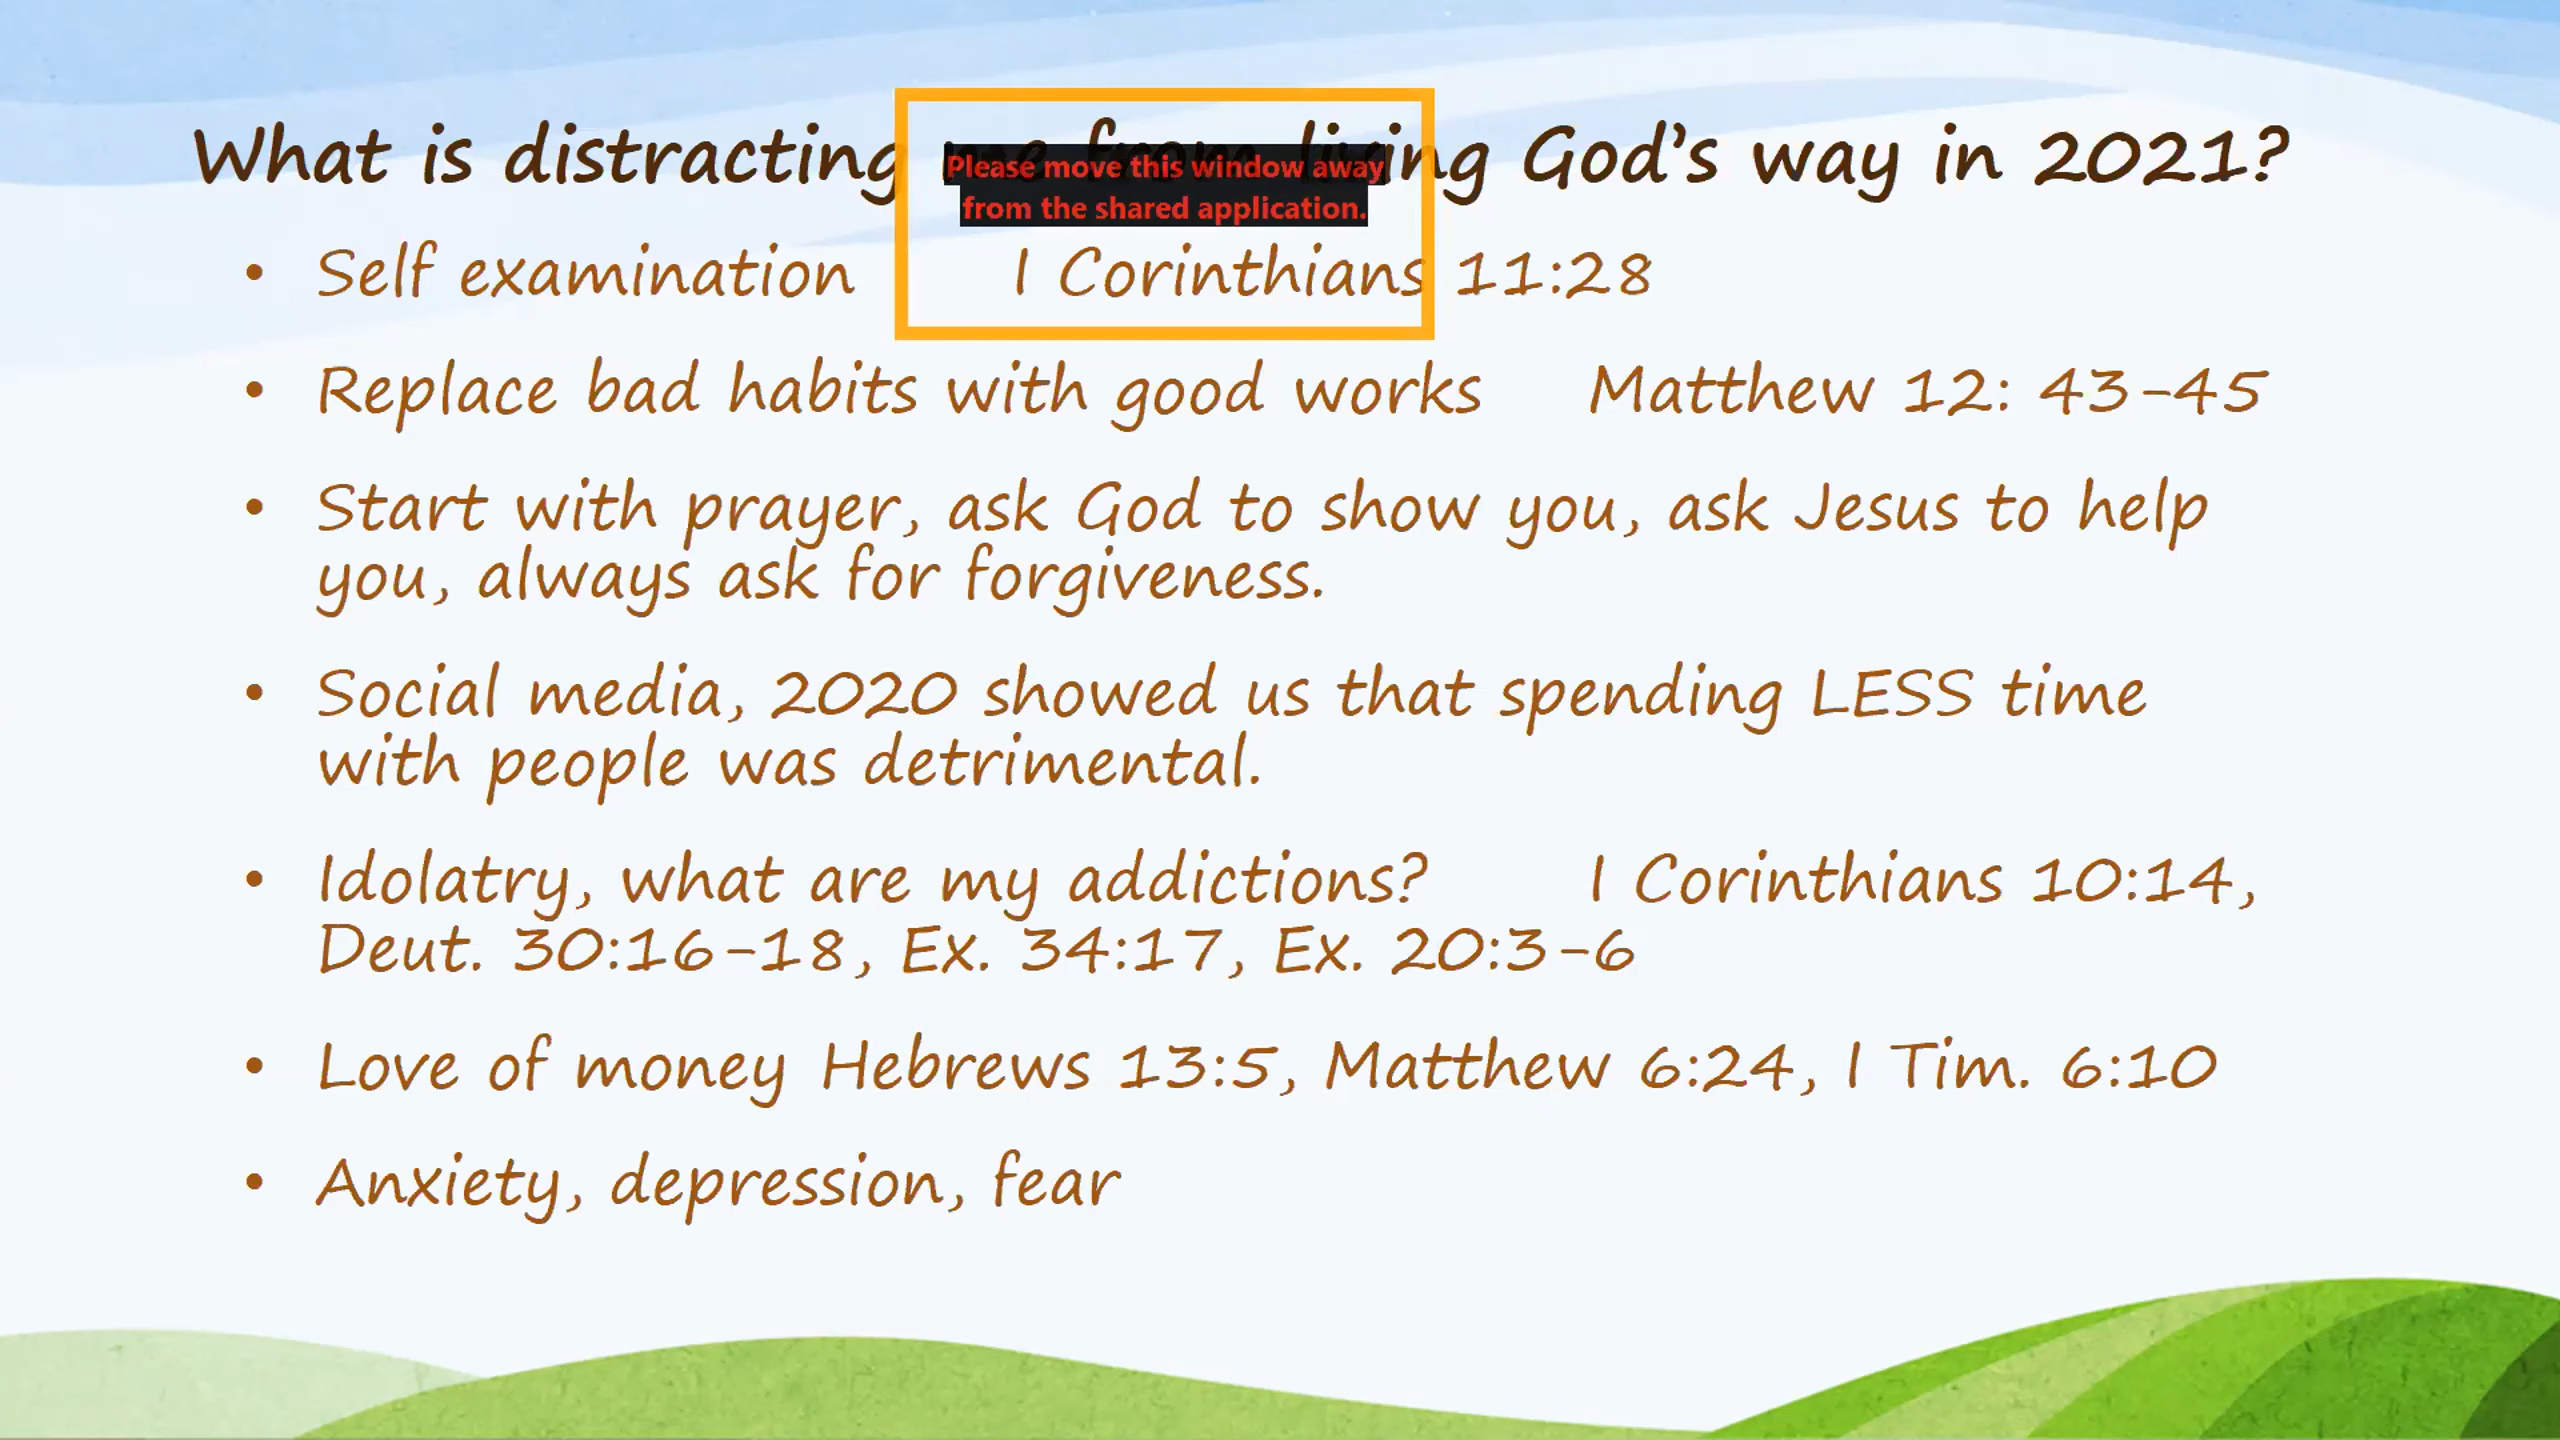 What is distracting me from living God's way in 2021?
Please move this window away
from the shared application.
• Self examination I Corinthians 11:28
• Replace bad habits with good works Matthew 12: 43-45
• Start with prayer, ask God to show you, ask Jesus to help
you, always ask for forgiveness.
• Social media, 2020 showed us that spending LESS time
with people was detrimental.
• Idolatry, what are my addictions? I Corinthians 10:14,
Deut. 30:16-18, Ex. 34:17, Ex. 20:3-6
• Love of money Hebrews 13:5, Matthew 6:24, I Tim. 6:10
• Anxiety, depression, fear